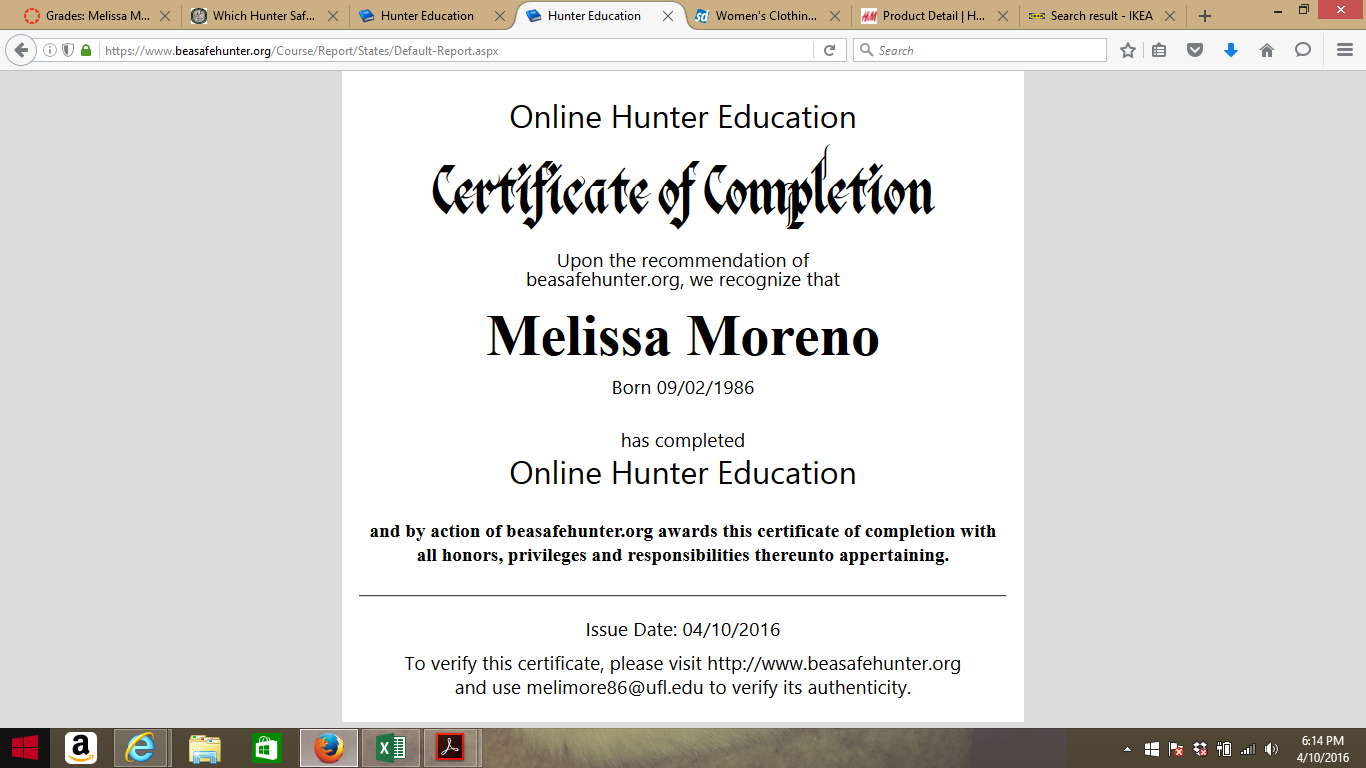 Grades: Melissa M...
Which Hunter Saf...
Hunter Education
Hunter Education
Women's Clothin...
Product Detail | H...
Search result - IKEA
https://www.beasafehunter.org/Course/Report/States/Default-Report.aspx
Search
Online Hunter Education
Certificate of Completion
Upon the recommendation of
beasafehunter.org, we recognize that
Melissa Moreno
Born 09/02/1986
has completed
Online Hunter Education
and by action of beasafehunter.org awards this certificate of completion with
all honors, privileges and responsibilities thereunto appertaining.
Issue Date: 04/10/2016
To verify this certificate, please visit http://www.beasafehunter.org
and use melimore86@ufl.edu to verify its authenticity.
6:14 PM
4/10/2016